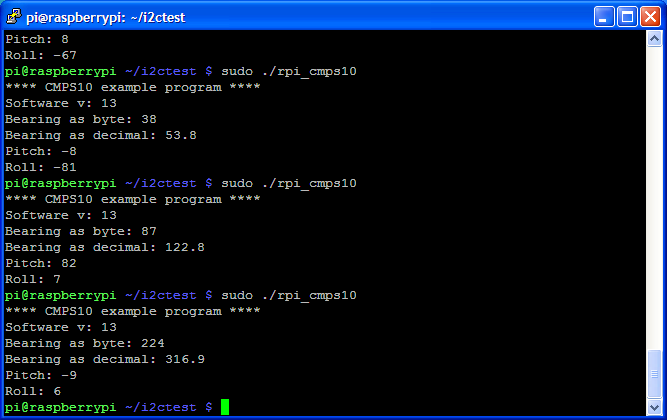 pi@raspberrypi: ~/i2ctest
Pitch: 8
Roll: -67
pi@raspberrypi ~/i2ctest $ sudo ./rpi_cmps10
**** CMPS10 example program ****
Software v: 13
Bearing as byte: 38
Bearing as decimal: 53.8
Pitch: -8
Roll: -81
pi@raspberrypi ~/i2ctest $ sudo ./rpi_cmps10
**** CMPS10 example program ****
Software v: 13
Bearing as byte: 87
Bearing as decimal: 122.8
Pitch: 82
Roll: 7
pi@raspberrypi ~/i2ctest $ sudo ./rpi_cmps10
**** CMPS10 example program ****
Software v: 13
Bearing as byte: 224
Bearing as decimal: 316.9
Pitch: -9
Roll: 6
pi@raspberrypi ~/i2ctest $